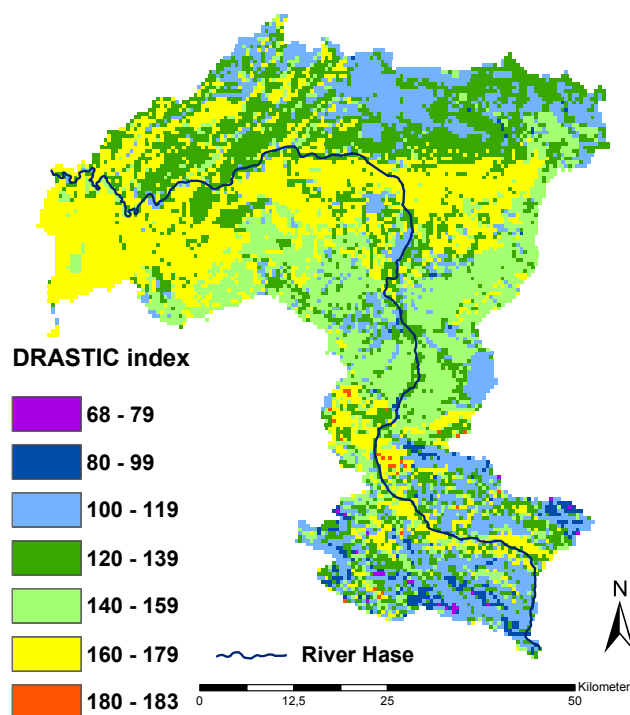 DRASTIC index
68 - 79
80 - 99
100 - 119
120 - 139
140 - 159
160 - 179
180 - 183
River Hase
N
Kilometer
0 12,5 25 50